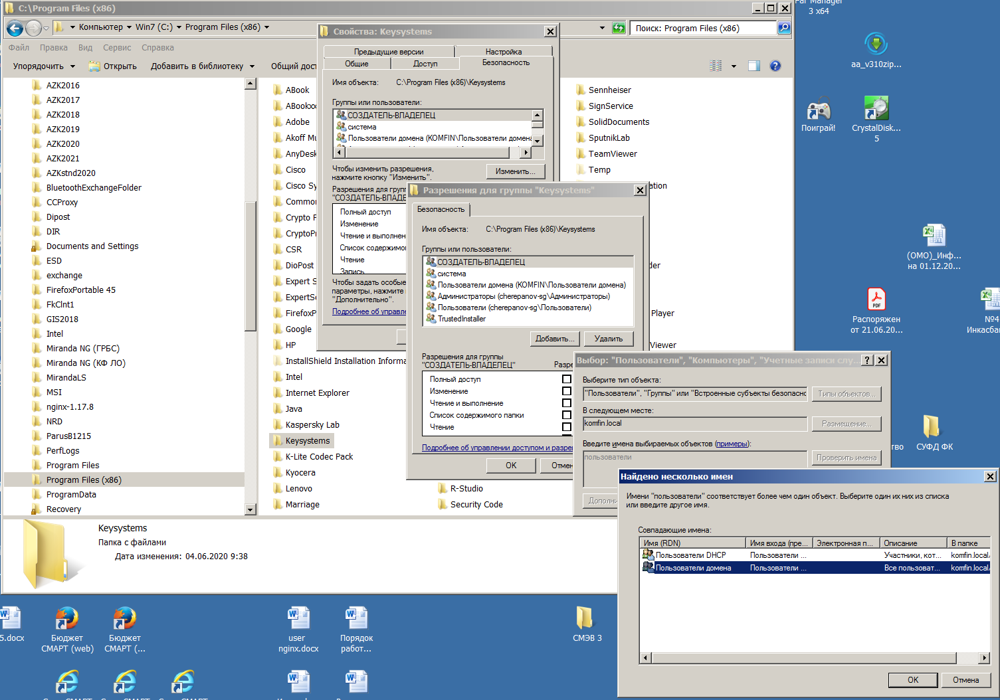 C:\Program Files (x86)
Компьютер
Win7 (C:)
Program Files (x86)
Поиск: Program Files (x86)
Файл
Правка
Вид
Сервис
Справка
Упорядочить
Открыть
Добавить в библиотеку
AZK2016
AZK2017
AZK2018
AZK2019
AZK2020
AZK2021
AZKstnd2020
BluetoothExchangeFolder
CCProxy
Dipost
DIR
Documents and Settings
ESD
exchange
FirefoxPortable 45
FkClnt1
GIS2018
Intel
Miranda NG (ГРБС)
Miranda NG (КФ ЛО)
MirandaLS
MSI
nginx-1.17.8
NRD
ParusB1215
PerfLogs
Program Files
Program Files (x86)
ProgramData
Recovery
ABook
ABookxx
Adobe
Akoff Mu
AnyDesk
Cisco
Cisco Sy
Common
Crypto P
CryptoPr
CSR
DioPost
Expert S
ExpertSo
FirefoxP
Google
HP
InstallShield Installation Informa
Intel
Internet Explorer
Java
Kaspersky Lab
Keysystems
K-Lite Codec Pack
Kyocera
Lenovo
Marriage
R-Studio
Security Code
Sennheiser
SignService
SolidDocuments
SputnikLab
TeamViewer
Temp
ation
der
Player
Viewer
Keysystems
Папка с файлами
Дата изменения: 04.06.2020 9:38
Свойства: Keysystems
Предыдущие версии
Настройка
Общие
Доступ
Безопасность
Имя объекта: C:\Program Files (x86)\Keysystems
Группы или пользователи:
СОЗДАТЕЛЬ-ВЛАДЕЛЕЦ
система
Пользователи домена (KOMFIN\Пользователи домена
Чтобы изменить разрешения,
нажмите кнопку "Изменить".
Изменить...
Разрешения для групп
"СОЗДАТЕЛЬ-ВЛАДЕ
Полный доступ
Изменение
Чтение и выполнен
Список содержимо
Чтение
Запись
Чтобы задать особые
параметры, нажмите
"Дополнительно".
Подробнее об управле
Разрешения для группы "Keysystems"
Безопасность
Имя объекта: C:\Program Files (x86)\Keysystems
Группы или пользователи:
СОЗДАТЕЛЬ-ВЛАДЕЛЕЦ
система
Пользователи домена (KOMFIN\Пользователи домена)
Администраторы (cherepanov-sg\Администраторы)
Пользователи (cherepanov-sg\Пользователи)
TrustedInstaller
Добавить...
Удалить
Разрешения для группы
"СОЗДАТЕЛЬ-ВЛАДЕЛЕЦ"
Разре
Полный доступ
Изменение
Чтение и выполнение
Список содержимого папки
Чтение
Подробнее об управлении доступом и разре
OK
Отмен
Выбор: "Пользователи", "Компьютеры", "Учетные записи слу...
Выберите тип объекта:
"Пользователи", "Группы" или "Встроенные субъекты безопасно
Типы объектов...
В следующем месте:
komfin.local
Размещение...
Введите имена выбираемых объектов (примеры):
пользователи
Проверить имена
Дополни
Найдено несколько имен
Имени "пользователи" соответствует более чем один объект. Выберите один их них из списка
или введите другое имя.
Совпадающие имена:
Имя (RDN)
Имя входа (пре...
Электронная п...
Описание
В папке
Пользователи DHCP
Пользователи ...
Участники, кот...
komfin.local/
Пользователи домена
Пользователи ...
Все пользоват...
komfin.local/
OK
Отмена
3 x64
aa_v310zip...
Поиграй!
CrystalDisk...
5
(ОМО)_Инф...
на 01.12.20...
Распоряжен
от 21.06.20...
№4
Инкасба
тво
СУФД ФК
5.docx
Бюджет
СМАРТ (web)
Бюджет
СМАРТ (...
user
nginx.docx
Порядок
работ...
СМЭВ 3